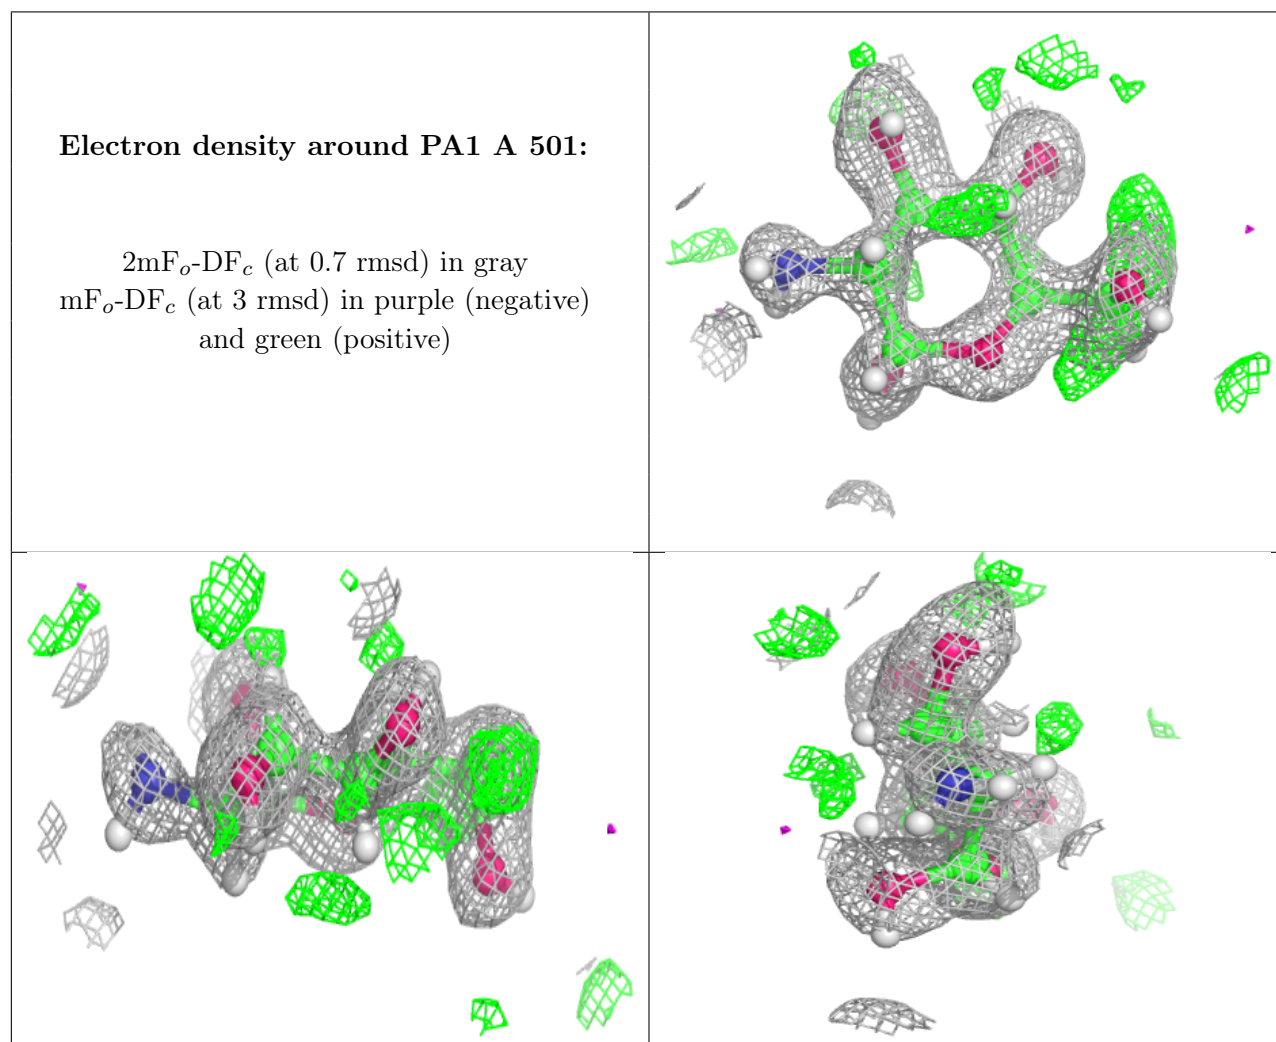 Electron density around PA1 A 501:
2mFo-DFc (at 0.7 rmsd) in gray
mFo-DFc (at 3 rmsd) in purple (negative)
and green (positive)